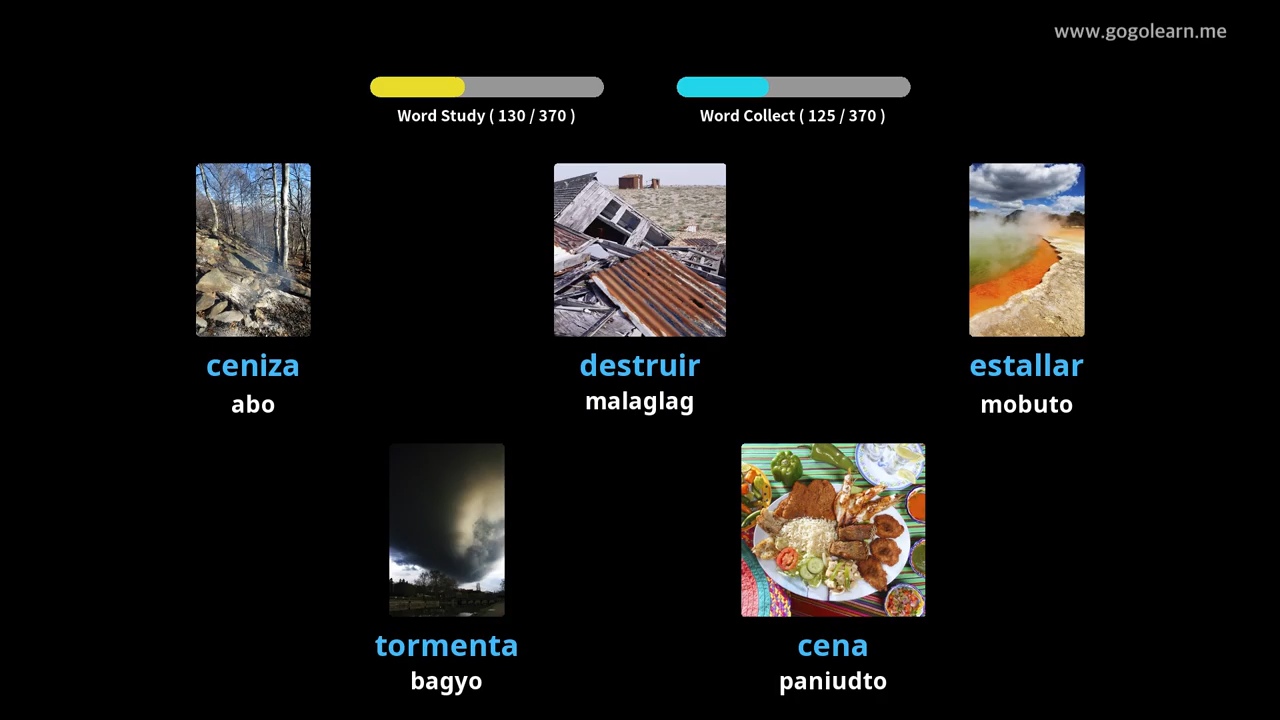 www.gogolearn.me
Word Study ( 130 / 370 )
Word Collect ( 125 / 370 )
ceniza
abo
destruir
malaglag
estallar
mobuto
tormenta
bagyo
cena
paniudto